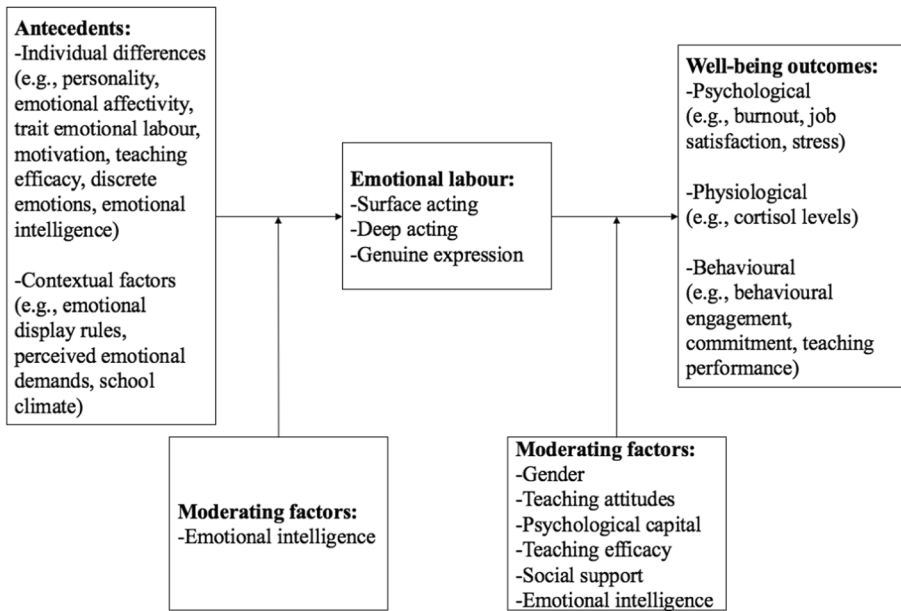 Antecedents:
-Individual differences
(e.g., personality,
emotional affectivity,
trait emotional labour,
motivation, teaching
efficacy, discrete
emotions, emotional
intelligence)
-Contextual factors
(e.g., emotional
display rules,
perceived emotional
demands, school
climate)
Emotional labour:
-Surface acting
-Deep acting
-Genuine expression
Well-being outcomes:
-Psychological
(e.g., burnout, job
satisfaction, stress)
-Physiological
(e.g., cortisol levels)
-Behavioural
(e.g., behavioural
engagement,
commitment, teaching
performance)
Moderating factors:
-Emotional intelligence
Moderating factors:
-Gender
-Teaching attitudes
-Psychological capital
-Teaching efficacy
-Social support
-Emotional intelligence